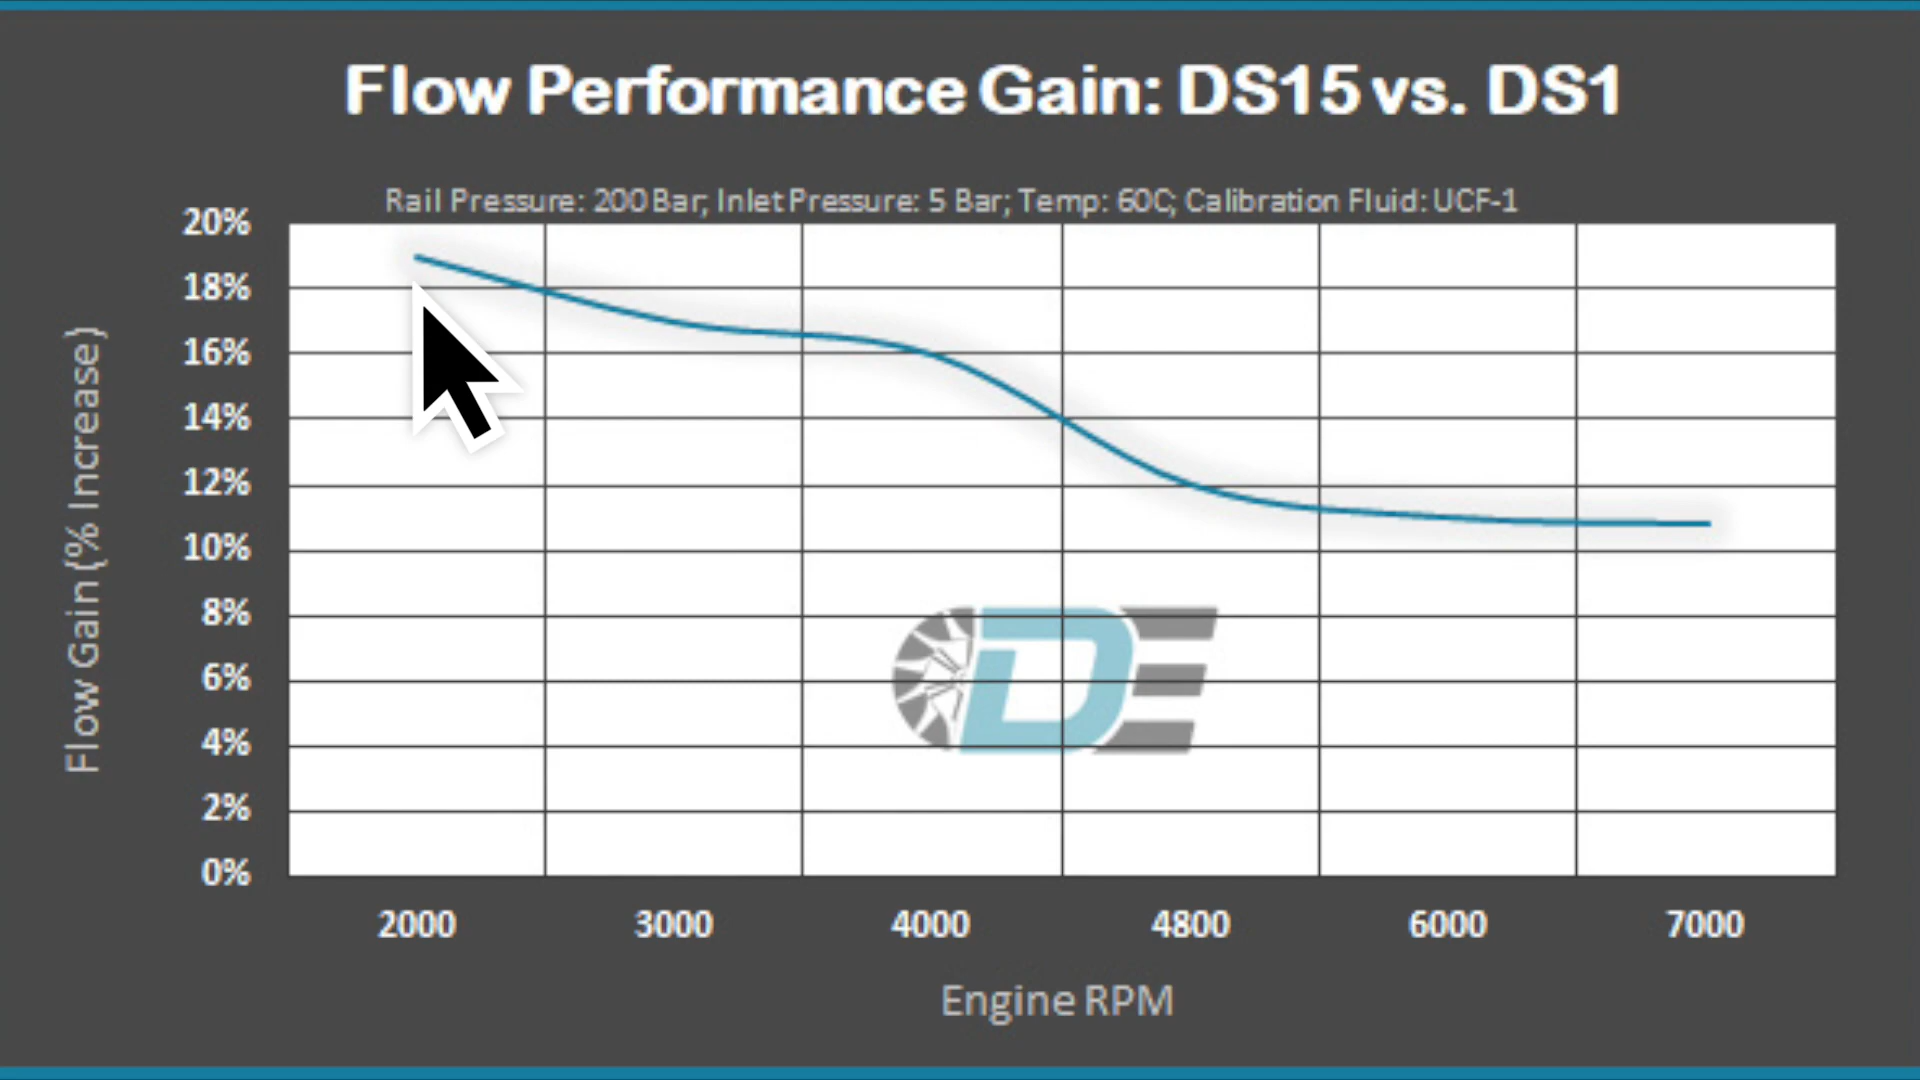 Flow Performance Gain: DS15 vs. DS1
Rail Pressure: 200 Bar; Inlet Pressure: 5 Bar; Temp: 60C; Calibration Fluid: UCF-1
Flow Gain (% Increase)
20%
18%
16%
14%
12%
10%
8%
6%
4%
2%
0%
DE
2000 3000 4000 4800 6000 7000
Engine RPM